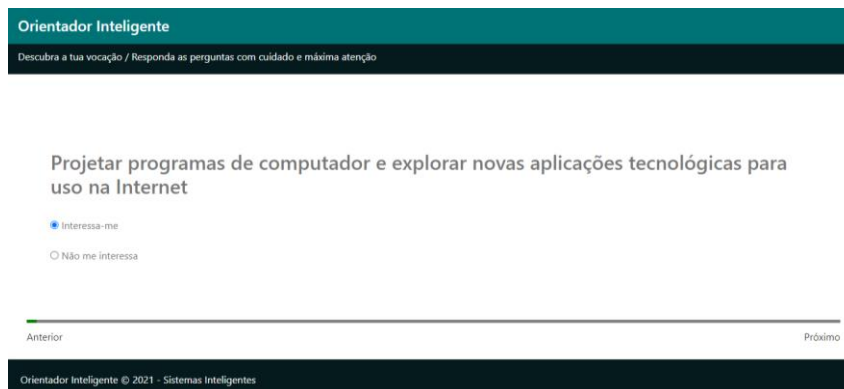 Orientador Inteligente
Descubra a tua vocação / Responda as perguntas com cuidado e máxima atenção
Projetar programas de computador e explorar novas aplicações tecnológicas para
uso na Internet
Interessa-me
Não me interessa
Anterior
Próximo
Orientador Inteligente © 2021 - Sistemas Inteligentes